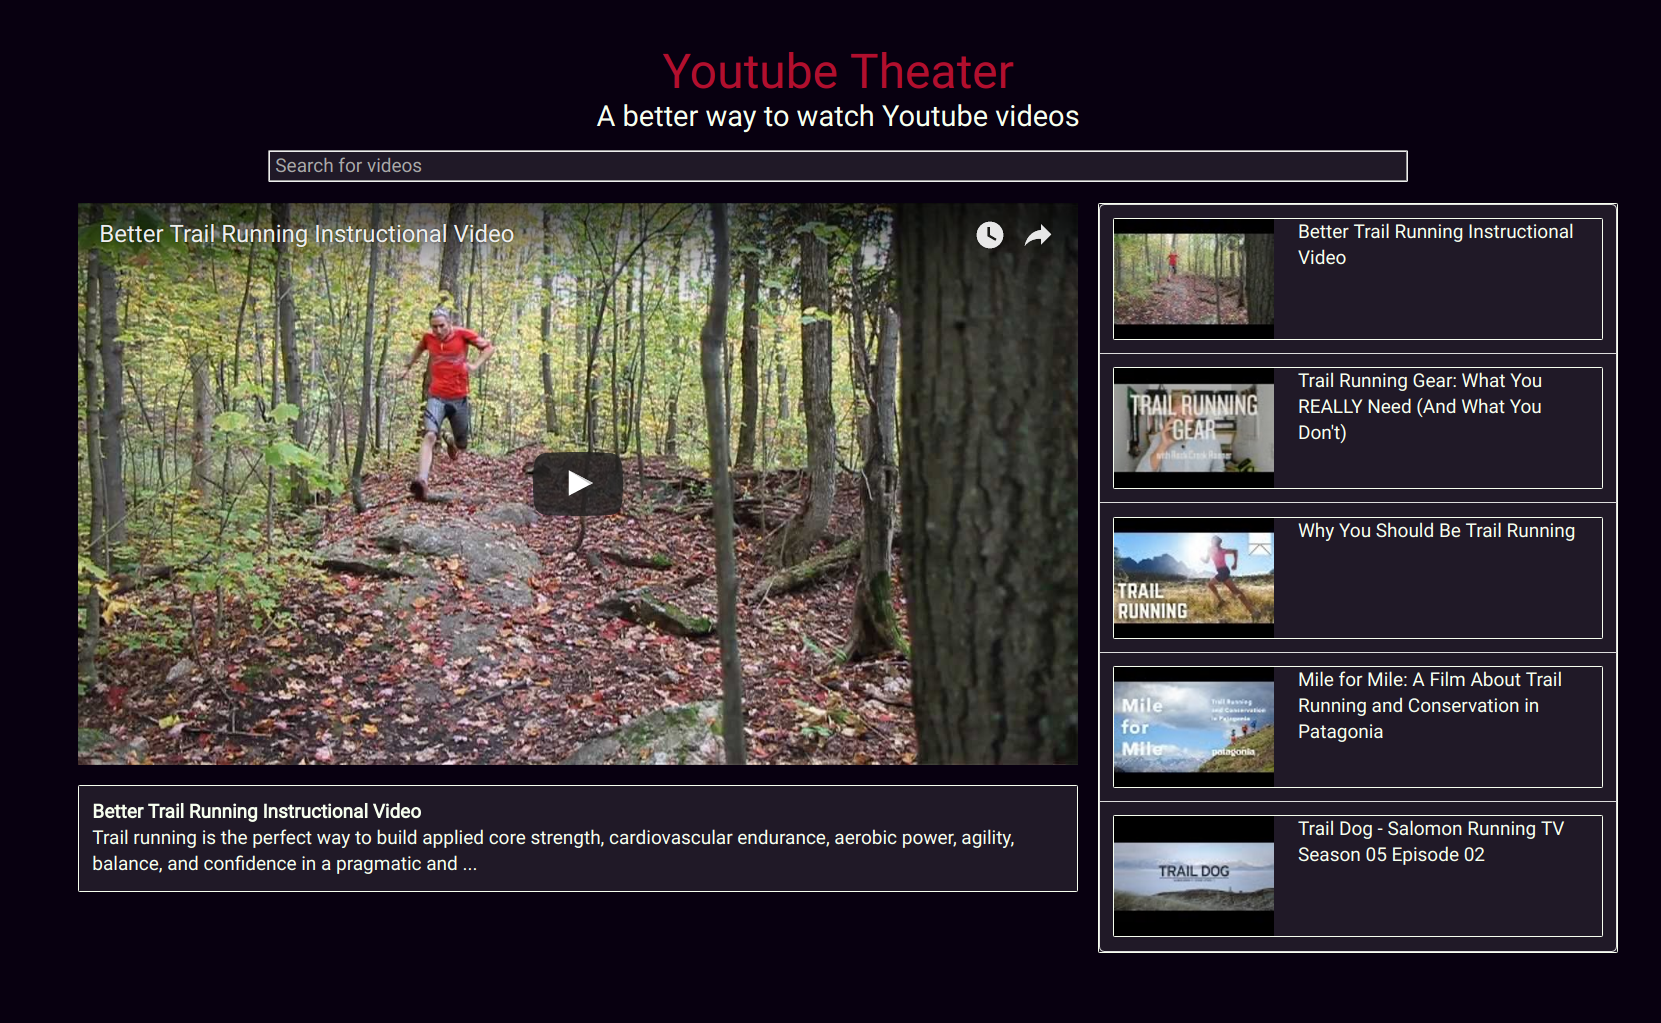 Youtube Theater
A better way to watch Youtube videos
Search for videos
Better Trail Running Instructional Video
Better Trail Running Instructional Video
Trail running is the perfect way to build applied core strength, cardiovascular endurance, aerobic power, agility,
balance, and confidence in a pragmatic and ...
Better Trail Running Instructional
Video
TRAIL RUNNING
GEAR
Trail Running Gear: What You
REALLY Need (And What You
Don't)
TRAIL
RUNNING
Why You Should Be Trail Running
Mile
for
Mile
Trail Running
and Conservation
in Patagonia
patagonia
Mile for Mile: A Film About Trail
Running and Conservation in
Patagonia
TRAIL DOG
Trail Dog - Salomon Running TV
Season 05 Episode 02